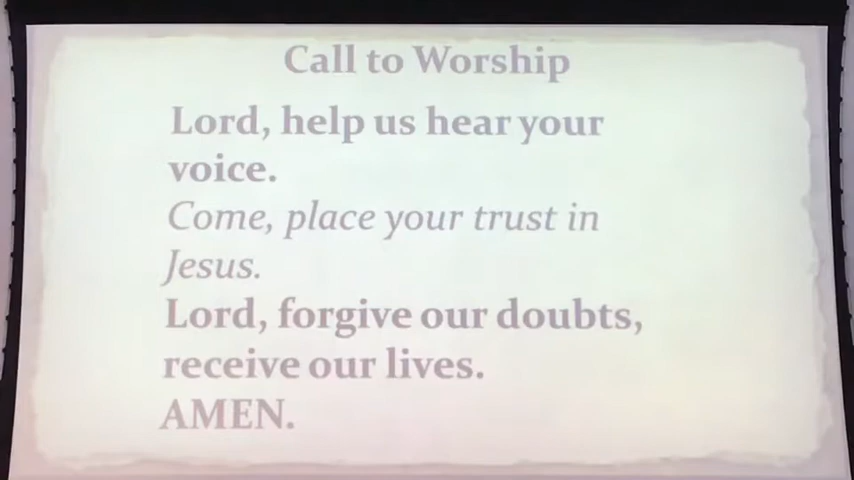 Call to Worship
Lord, help us hear your
voice.
Come, place your trust in
Jesus.
Lord, forgive our doubts,
receive our lives.
AMEN.